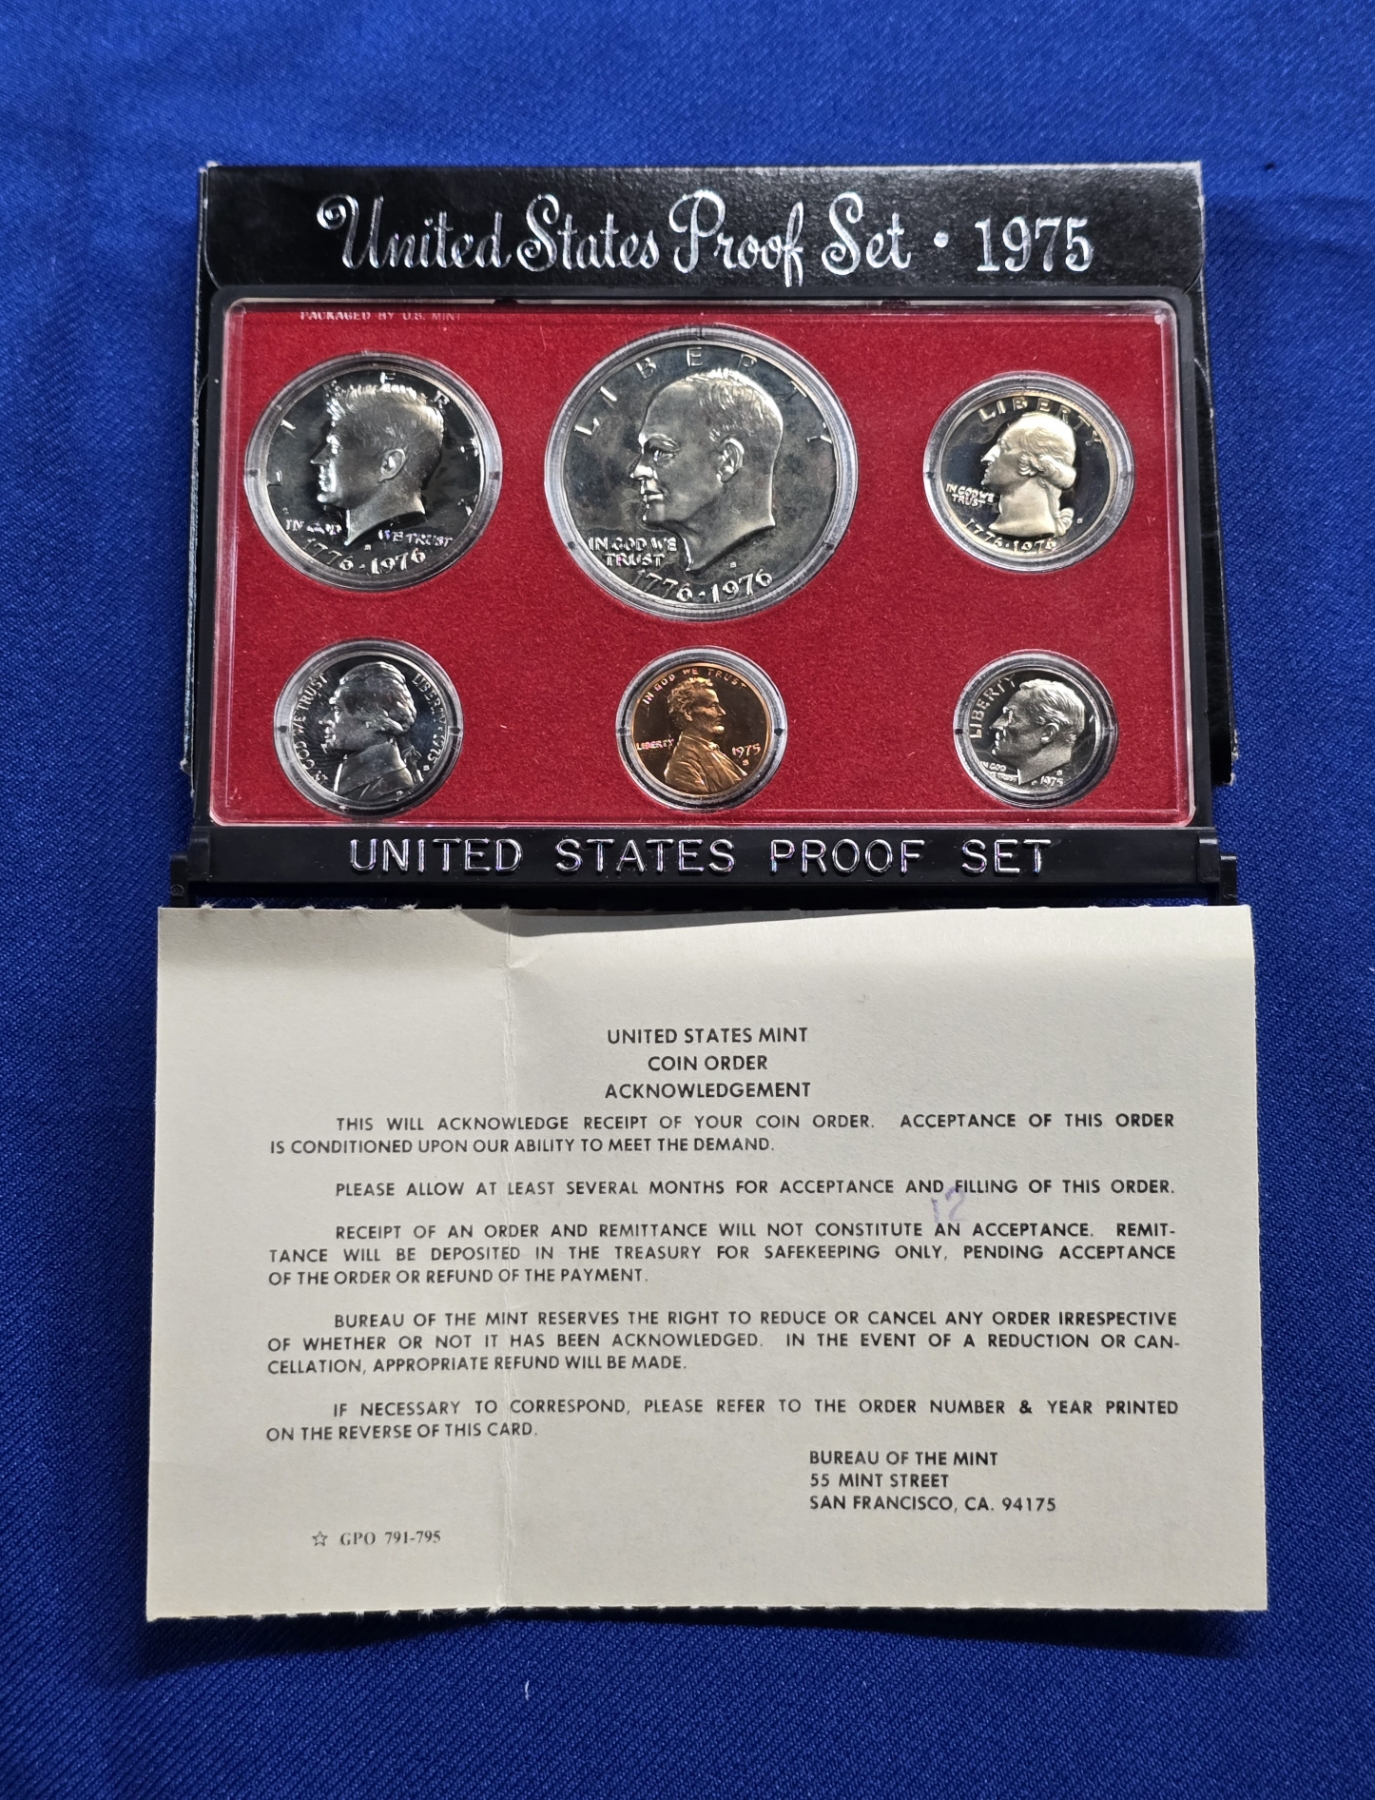 United States Proof Set · 1975
PACKAGED BY U.S. MINT
LIBERTY
IN GOD WE TRUST
1776·1976
LIBERTY
IN GOD WE
TRUST
S
1776·1976
LIBERTY
IN GOD WE
TRUST
S
1776·1976
IN GOD WE TRUST
LIBERTY 1975
IN GOD WE TRUST
LIBERTY
1975
S
LIBERTY
IN GOD
WE TRUST
S
1975
UNITED STATES PROOF SET
UNITED STATES MINT
COIN ORDER
ACKNOWLEDGEMENT
THIS WILL ACKNOWLEDGE RECEIPT OF YOUR COIN ORDER. ACCEPTANCE OF THIS ORDER
IS CONDITIONED UPON OUR ABILITY TO MEET THE DEMAND.
PLEASE ALLOW AT LEAST SEVERAL MONTHS FOR ACCEPTANCE AND FILLING OF THIS ORDER.
12
RECEIPT OF AN ORDER AND REMITTANCE WILL NOT CONSTITUTE AN ACCEPTANCE. REMIT-
TANCE WILL BE DEPOSITED IN THE TREASURY FOR SAFEKEEPING ONLY, PENDING ACCEPTANCE
OF THE ORDER OR REFUND OF THE PAYMENT.
BUREAU OF THE MINT RESERVES THE RIGHT TO REDUCE OR CANCEL ANY ORDER IRRESPECTIVE
OF WHETHER OR NOT IT HAS BEEN ACKNOWLEDGED. IN THE EVENT OF A REDUCTION OR CAN-
CELLATION, APPROPRIATE REFUND WILL BE MADE.
IF NECESSARY TO CORRESPOND, PLEASE REFER TO THE ORDER NUMBER & YEAR PRINTED
ON THE REVERSE OF THIS CARD.
BUREAU OF THE MINT
55 MINT STREET
SAN FRANCISCO, CA. 94175
☆ GPO 791-795